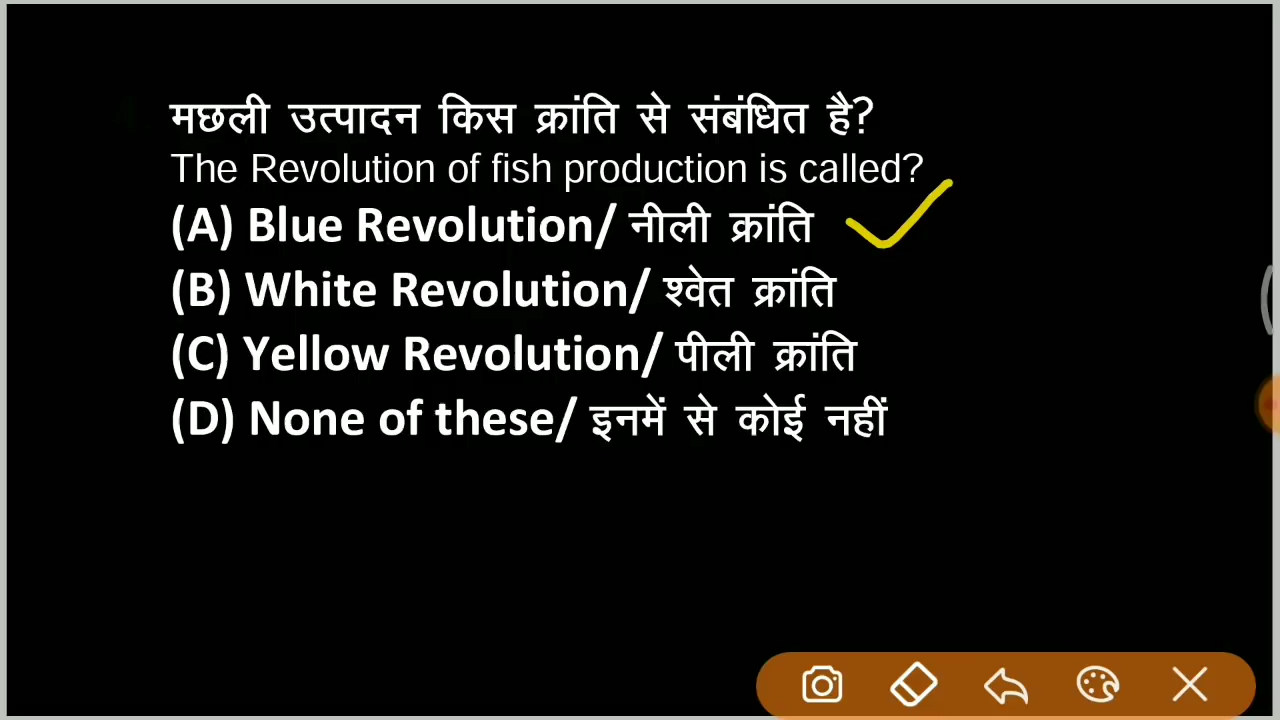 मछली उत्पादन किस क्रांति से संबंधित है?
The Revolution of fish production is called?
(A) Blue Revolution/ नीली क्रांति
(B) White Revolution/ श्वेत क्रांति
(C) Yellow Revolution/ पीली क्रांति
(D) None of these/ इनमें से कोई नहीं